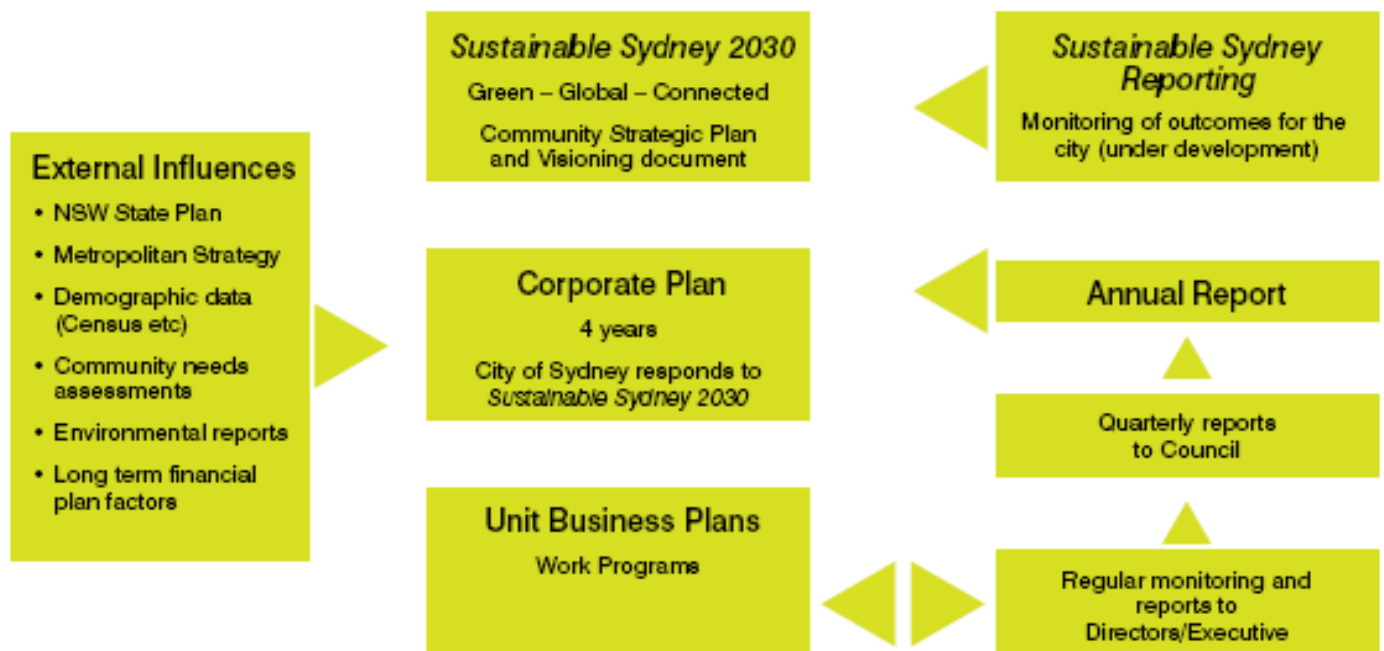 External Influences
• NSW State Plan
• Metropolitan Strategy
• Demographic data
(Census etc)
• Community needs
assessments
• Environmental reports
• Long term financial
plan factors
Sustainable Sydney 2030
Green – Global – Connected
Community Strategic Plan
and Visioning document
Corporate Plan
4 years
City of Sydney responds to
Sustainable Sydney 2030
Unit Business Plans
Work Programs
Sustainable Sydney
Reporting
Monitoring of outcomes for the
city (under development)
Annual Report
Quarterly reports
to Council
Regular monitoring and
reports to
Directors/Executive